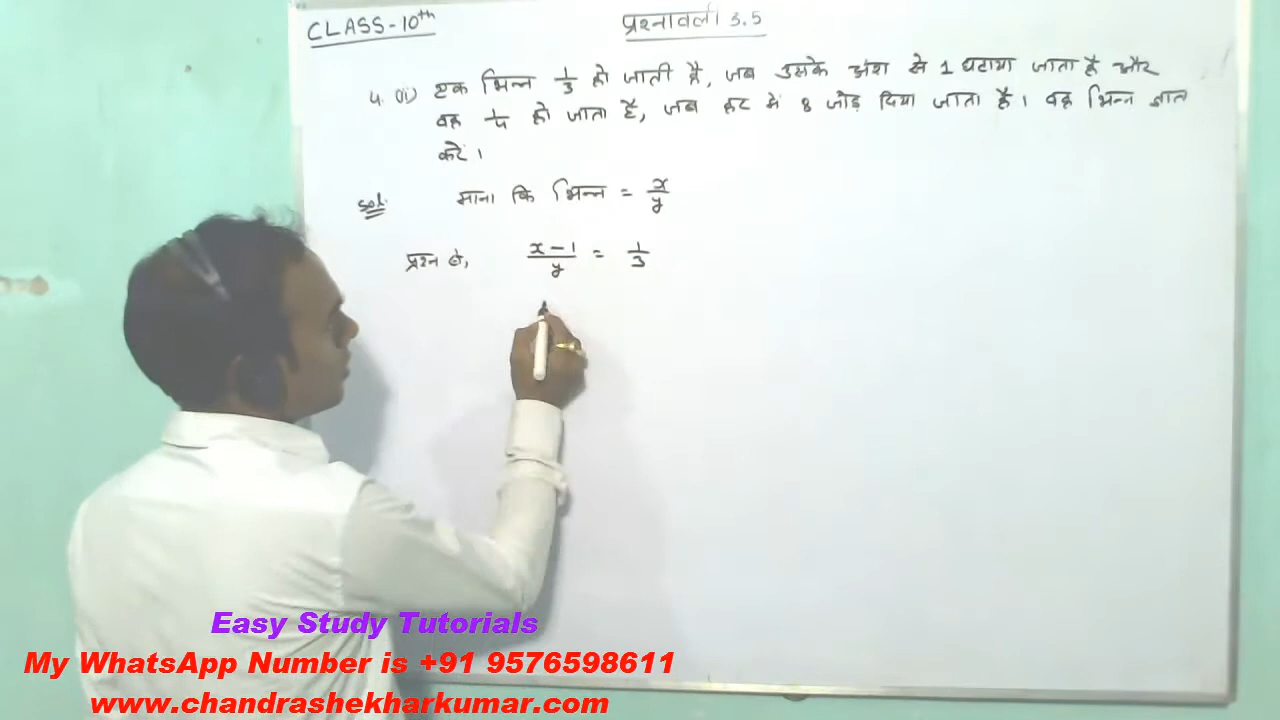 CLASS-10th
प्रश्नावली 3.5
4. (ii) एक भिन्न 1/3 हो जाती है, जब उसके अंश से 1 घटाया जाता है और
वह 1/4 हो जाता है, जब हर में 8 जोड़ दिया जाता है। वह भिन्न ज्ञात
करें।
Sol. माना कि भिन्न = x/y
प्रश्न से, x-1/y = 1/3
Easy Study Tutorials
My WhatsApp Number is +91 9576598611
www.chandrashekharkumar.com